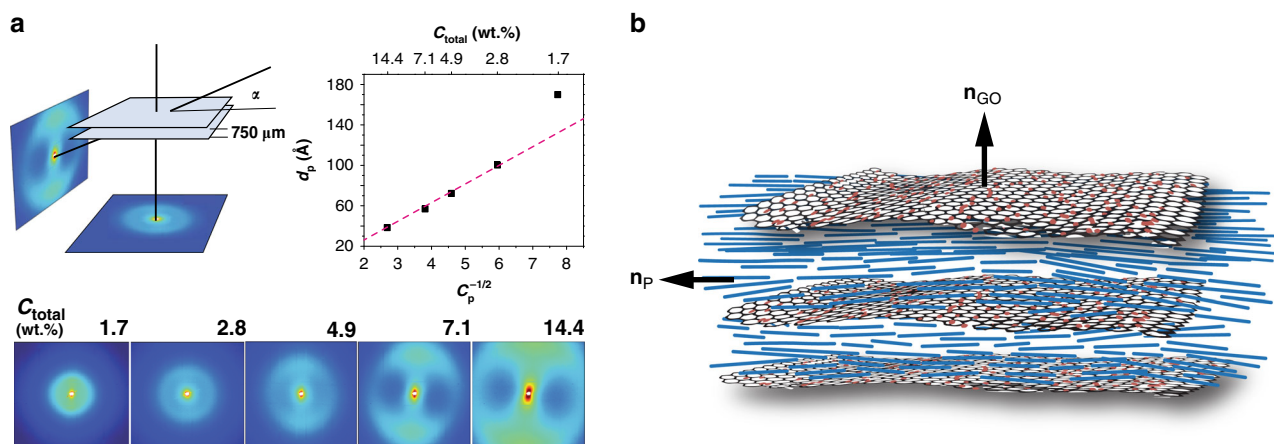 a
b
C_total (wt.%)
14.4 7.1 4.9 2.8 1.7
α
750 μm
180
140
100
60
20
d_p (Å)
2 3 4 5 6 7 8
C_p^−1/2
n_GO
n_P
C_total
(wt.%) 1.7 2.8 4.9 7.1 14.4